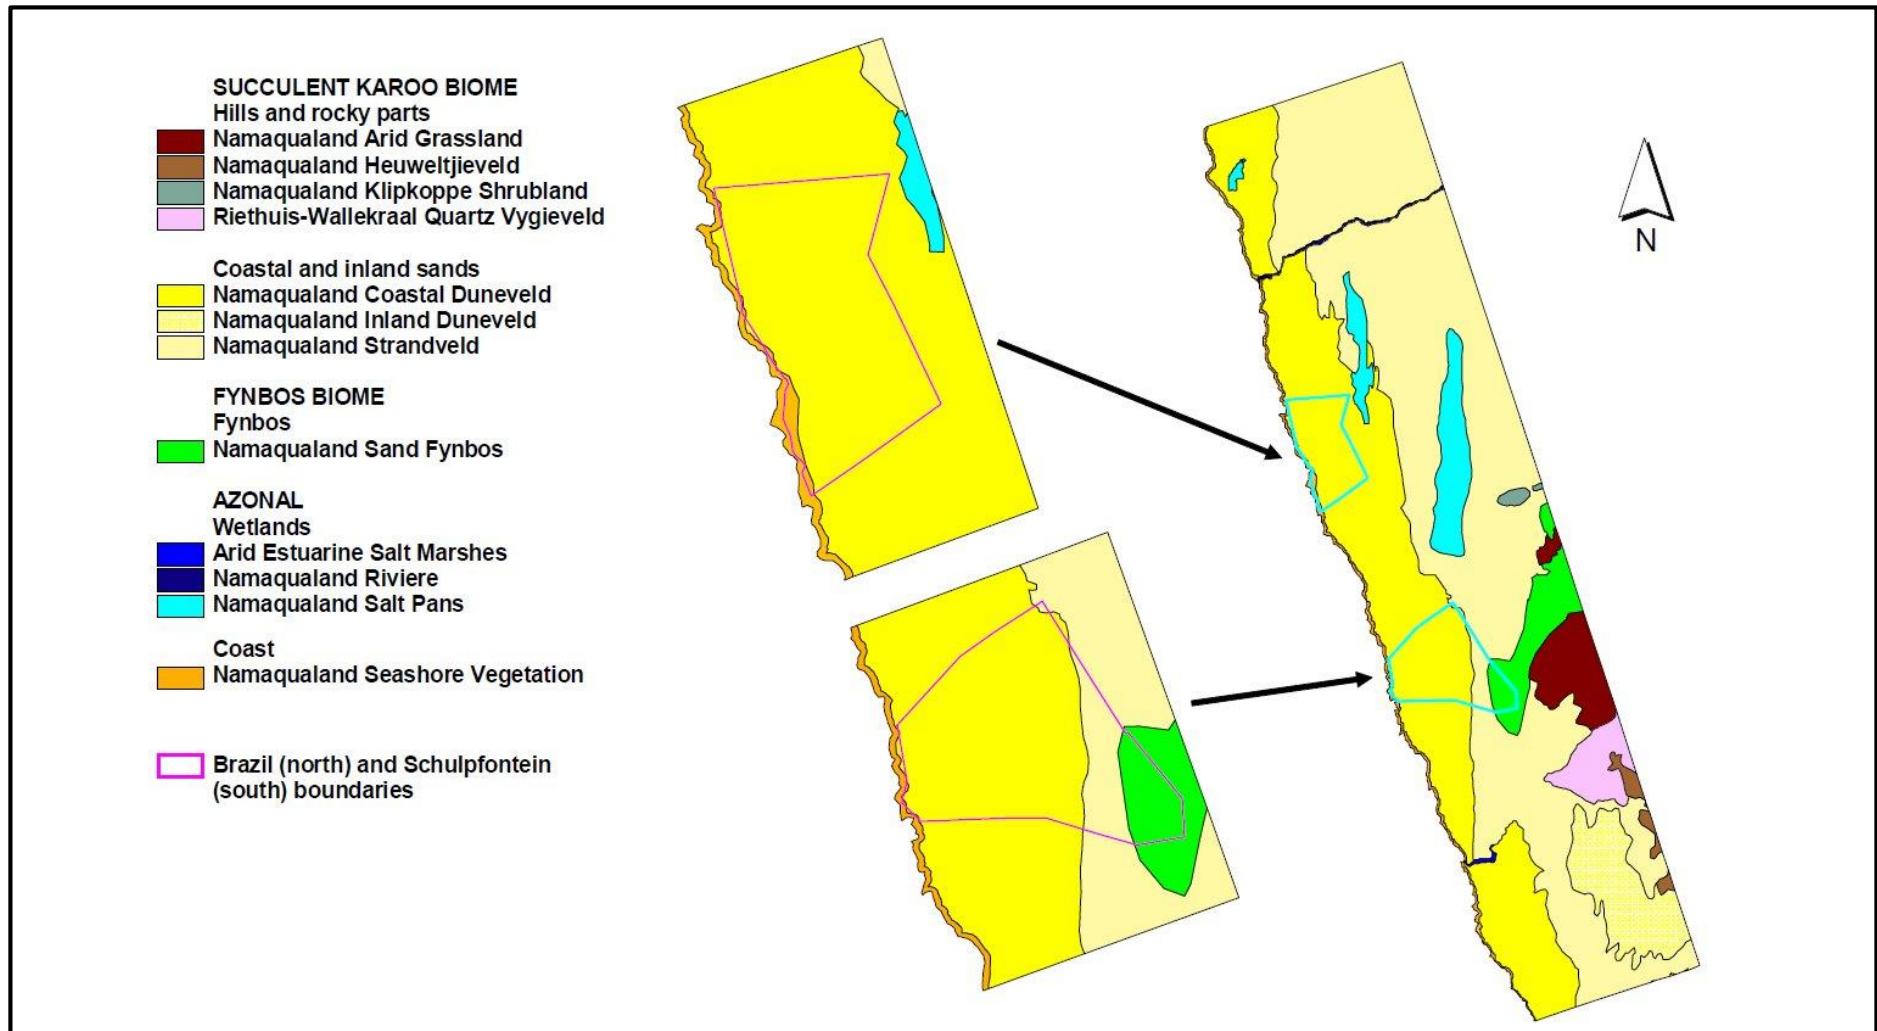 SUCCULENT KAROO BIOME
Hills and rocky parts
Namaqualand Arid Grassland
Namaqualand Heuweltjieveld
Namaqualand Klipkoppe Shrubland
Riethuis-Wallekraal Quartz Vygieveld
Coastal and inland sands
Namaqualand Coastal Duneveld
Namaqualand Inland Duneveld
Namaqualand Strandveld
FYNBOS BIOME
Fynbos
Namaqualand Sand Fynbos
AZONAL
Wetlands
Arid Estuarine Salt Marshes
Namaqualand Riviere
Namaqualand Salt Pans
Coast
Namaqualand Seashore Vegetation
Brazil (north) and Schulpfontein
(south) boundaries
N